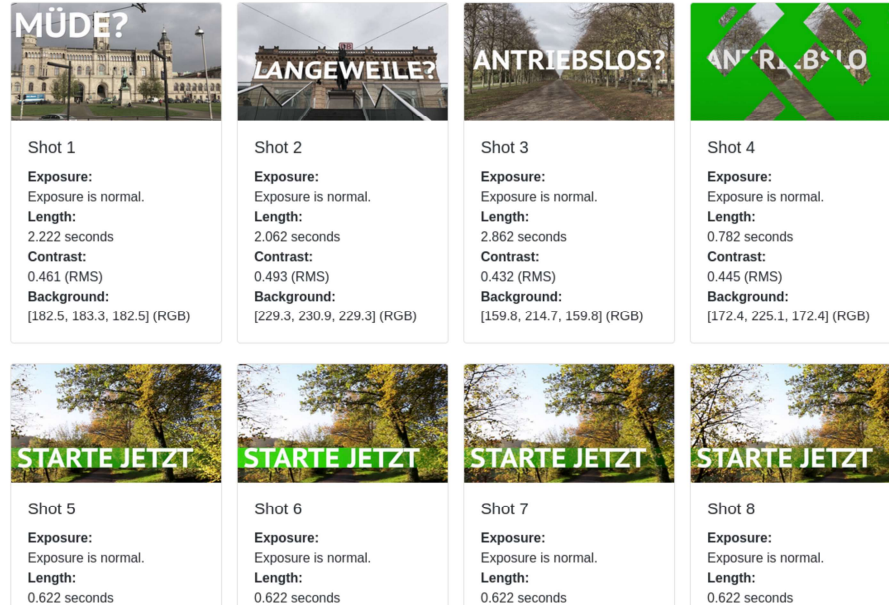 MÜDE?
LANGEWEILE?
ANTRIEBSLOS?
ANTRIEBSLO
Shot 1
Exposure:
Exposure is normal.
Length:
2.222 seconds
Contrast:
0.461 (RMS)
Background:
[182.5, 183.3, 182.5] (RGB)
Shot 2
Exposure:
Exposure is normal.
Length:
2.062 seconds
Contrast:
0.493 (RMS)
Background:
[229.3, 230.9, 229.3] (RGB)
Shot 3
Exposure:
Exposure is normal.
Length:
2.862 seconds
Contrast:
0.432 (RMS)
Background:
[159.8, 214.7, 159.8] (RGB)
Shot 4
Exposure:
Exposure is normal.
Length:
0.782 seconds
Contrast:
0.445 (RMS)
Background:
[172.4, 225.1, 172.4] (RGB)
STARTE JETZT
Shot 5
Exposure:
Exposure is normal.
Length:
0.622 seconds
STARTE JETZT
Shot 6
Exposure:
Exposure is normal.
Length:
0.622 seconds
STARTE JETZT
Shot 7
Exposure:
Exposure is normal.
Length:
0.622 seconds
STARTE JETZT
Shot 8
Exposure:
Exposure is normal.
Length:
0.622 seconds